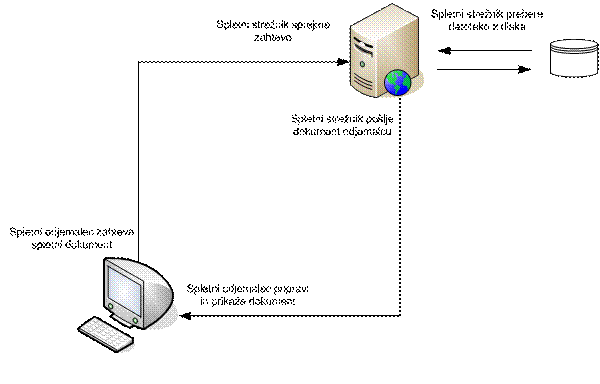 Spletni strežnik sprejme
zahtevo
Spletni strežnik prebere
datoteko z diska
Spletni strežnik pošlje
dokument odjemalcu
Spletni odjemalec zahteva
spletni dokument
Spletni odjemalec pripravi
in prikaže dokument